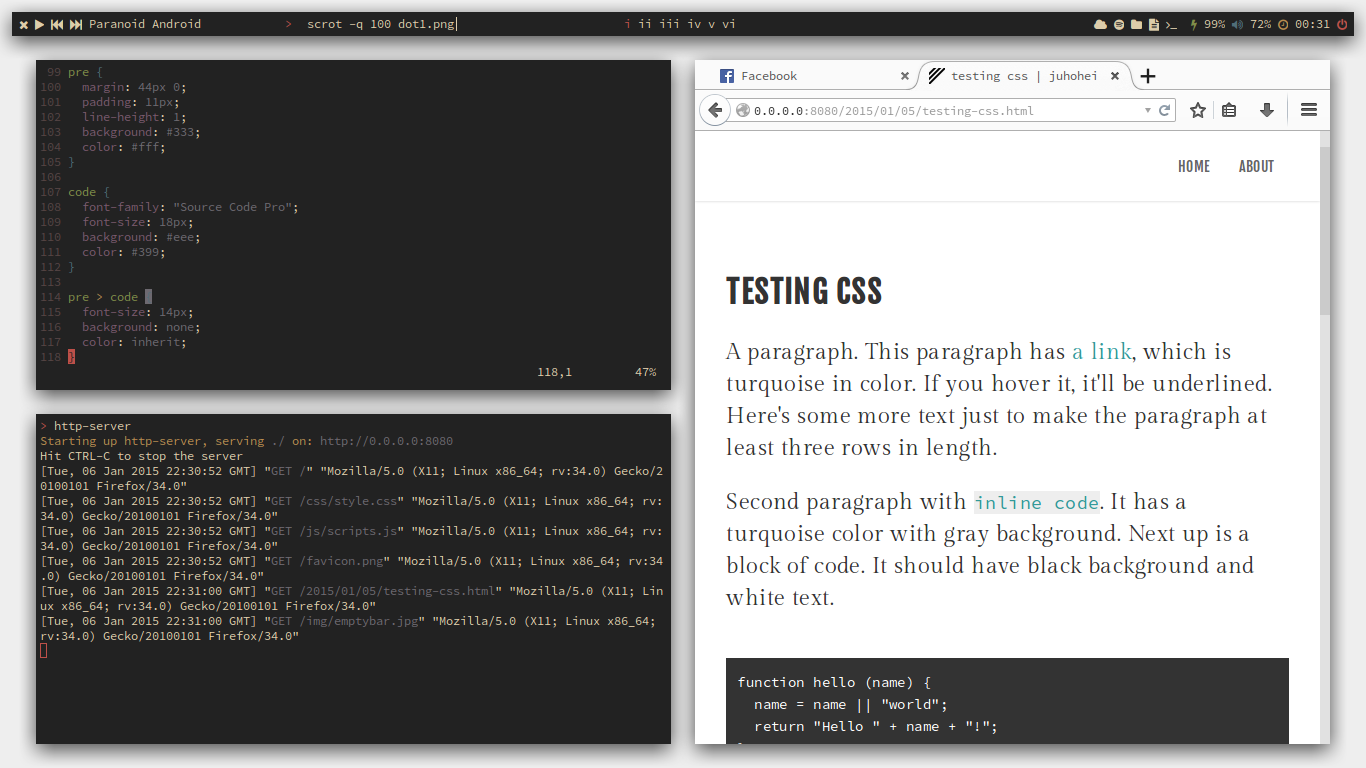 Paranoid Android > scrot -q 100 dot1.png i ii iii iv v vi >_ 99% 72% 00:31
99 pre {
100   margin: 44px 0;
101   padding: 11px;
102   line-height: 1;
103   background: #333;
104   color: #fff;
105 }
106
107 code {
108   font-family: "Source Code Pro";
109   font-size: 18px;
110   background: #eee;
111   color: #399;
112 }
113
114 pre > code
115   font-size: 14px;
116   background: none;
117   color: inherit;
118 }
118,1 47%
> http-server
Starting up http-server, serving ./ on: http://0.0.0.0:8080
Hit CTRL-C to stop the server
[Tue, 06 Jan 2015 22:30:52 GMT] "GET /" "Mozilla/5.0 (X11; Linux x86_64; rv:34.0) Gecko/2
0100101 Firefox/34.0"
[Tue, 06 Jan 2015 22:30:52 GMT] "GET /css/style.css" "Mozilla/5.0 (X11; Linux x86_64; rv:
34.0) Gecko/20100101 Firefox/34.0"
[Tue, 06 Jan 2015 22:30:52 GMT] "GET /js/scripts.js" "Mozilla/5.0 (X11; Linux x86_64; rv:
34.0) Gecko/20100101 Firefox/34.0"
[Tue, 06 Jan 2015 22:30:52 GMT] "GET /favicon.png" "Mozilla/5.0 (X11; Linux x86_64; rv:34
.0) Gecko/20100101 Firefox/34.0"
[Tue, 06 Jan 2015 22:31:00 GMT] "GET /2015/01/05/testing-css.html" "Mozilla/5.0 (X11; Lin
ux x86_64; rv:34.0) Gecko/20100101 Firefox/34.0"
[Tue, 06 Jan 2015 22:31:00 GMT] "GET /img/emptybar.jpg" "Mozilla/5.0 (X11; Linux x86_64;
rv:34.0) Gecko/20100101 Firefox/34.0"
Facebook testing css | juhohei
0.0.0.0:8080/2015/01/05/testing-css.html
HOME ABOUT
TESTING CSS
A paragraph. This paragraph has a link, which is
turquoise in color. If you hover it, it'll be underlined.
Here's some more text just to make the paragraph at
least three rows in length.
Second paragraph with inline code. It has a
turquoise color with gray background. Next up is a
block of code. It should have black background and
white text.
function hello (name) {
  name = name || "world";
  return "Hello " + name + "!";